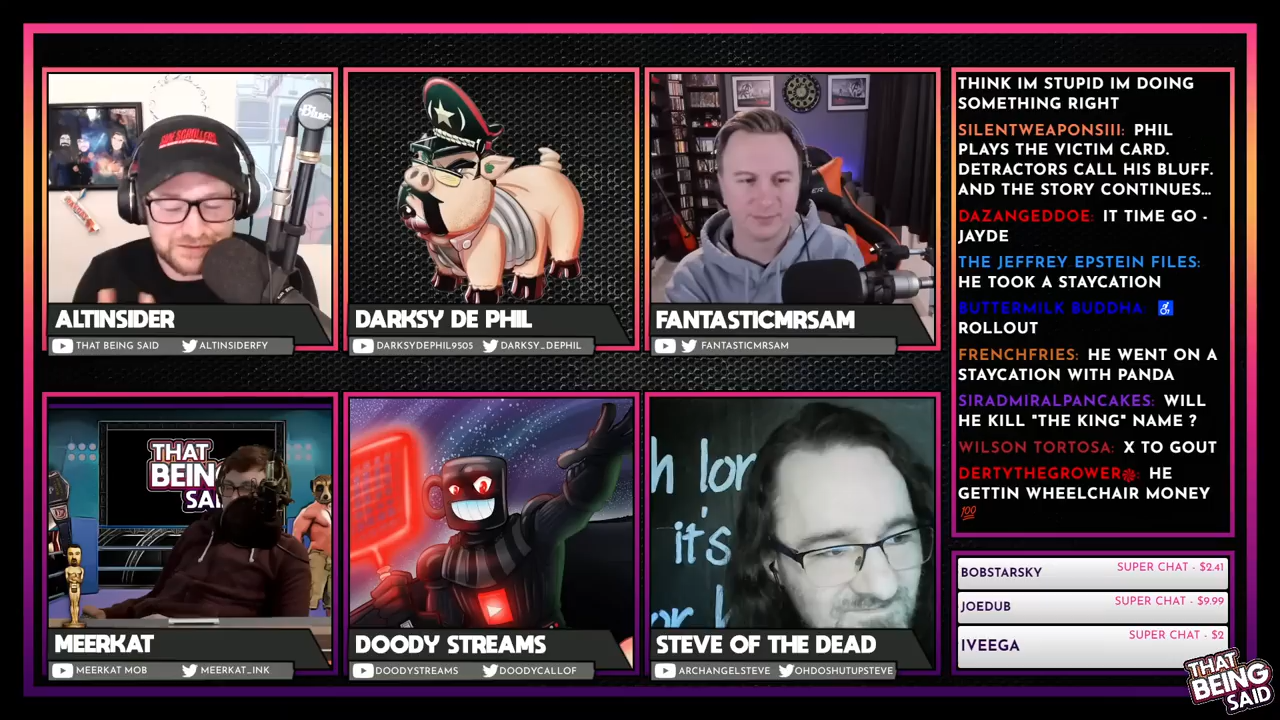 SIDESCROLLERS
Blue
ALTINSIDER
THAT BEING SAID
ALTINSIDERFY
DARKSY DE PHIL
DARKSYDEPHIL9505
DARKSY_DEPHIL
FANTASTICMRSAM
FANTASTICMRSAM
THAT
BEING
SAID
MEERKAT
MEERKAT MOB
MEERKAT_INK
DOODY STREAMS
DOODYSTREAMS
DOODYCALLOF
h lor
it's
or l
STEVE OF THE DEAD
ARCHANGELSTEVE
OHDOSHUTUPSTEVE
THINK IM STUPID IM DOING
SOMETHING RIGHT
SILENTWEAPONSIII: PHIL
PLAYS THE VICTIM CARD.
DETRACTORS CALL HIS BLUFF.
AND THE STORY CONTINUES...
DAZANGEDDOE: IT TIME GO -
JAYDE
THE JEFFREY EPSTEIN FILES:
HE TOOK A STAYCATION
BUTTERMILK BUDDHA: ♿
ROLLOUT
FRENCHFRIES: HE WENT ON A
STAYCATION WITH PANDA
SIRADMIRALPANCAKES: WILL
HE KILL "THE KING" NAME ?
WILSON TORTOSA: X TO GOUT
DERTYTHEGROWER: HE
GETTIN WHEELCHAIR MONEY
💯
BOBSTARSKY SUPER CHAT - $2.41
JOEDUB SUPER CHAT - $9.99
IVEEGA SUPER CHAT - $2
THAT
BEING
SAID